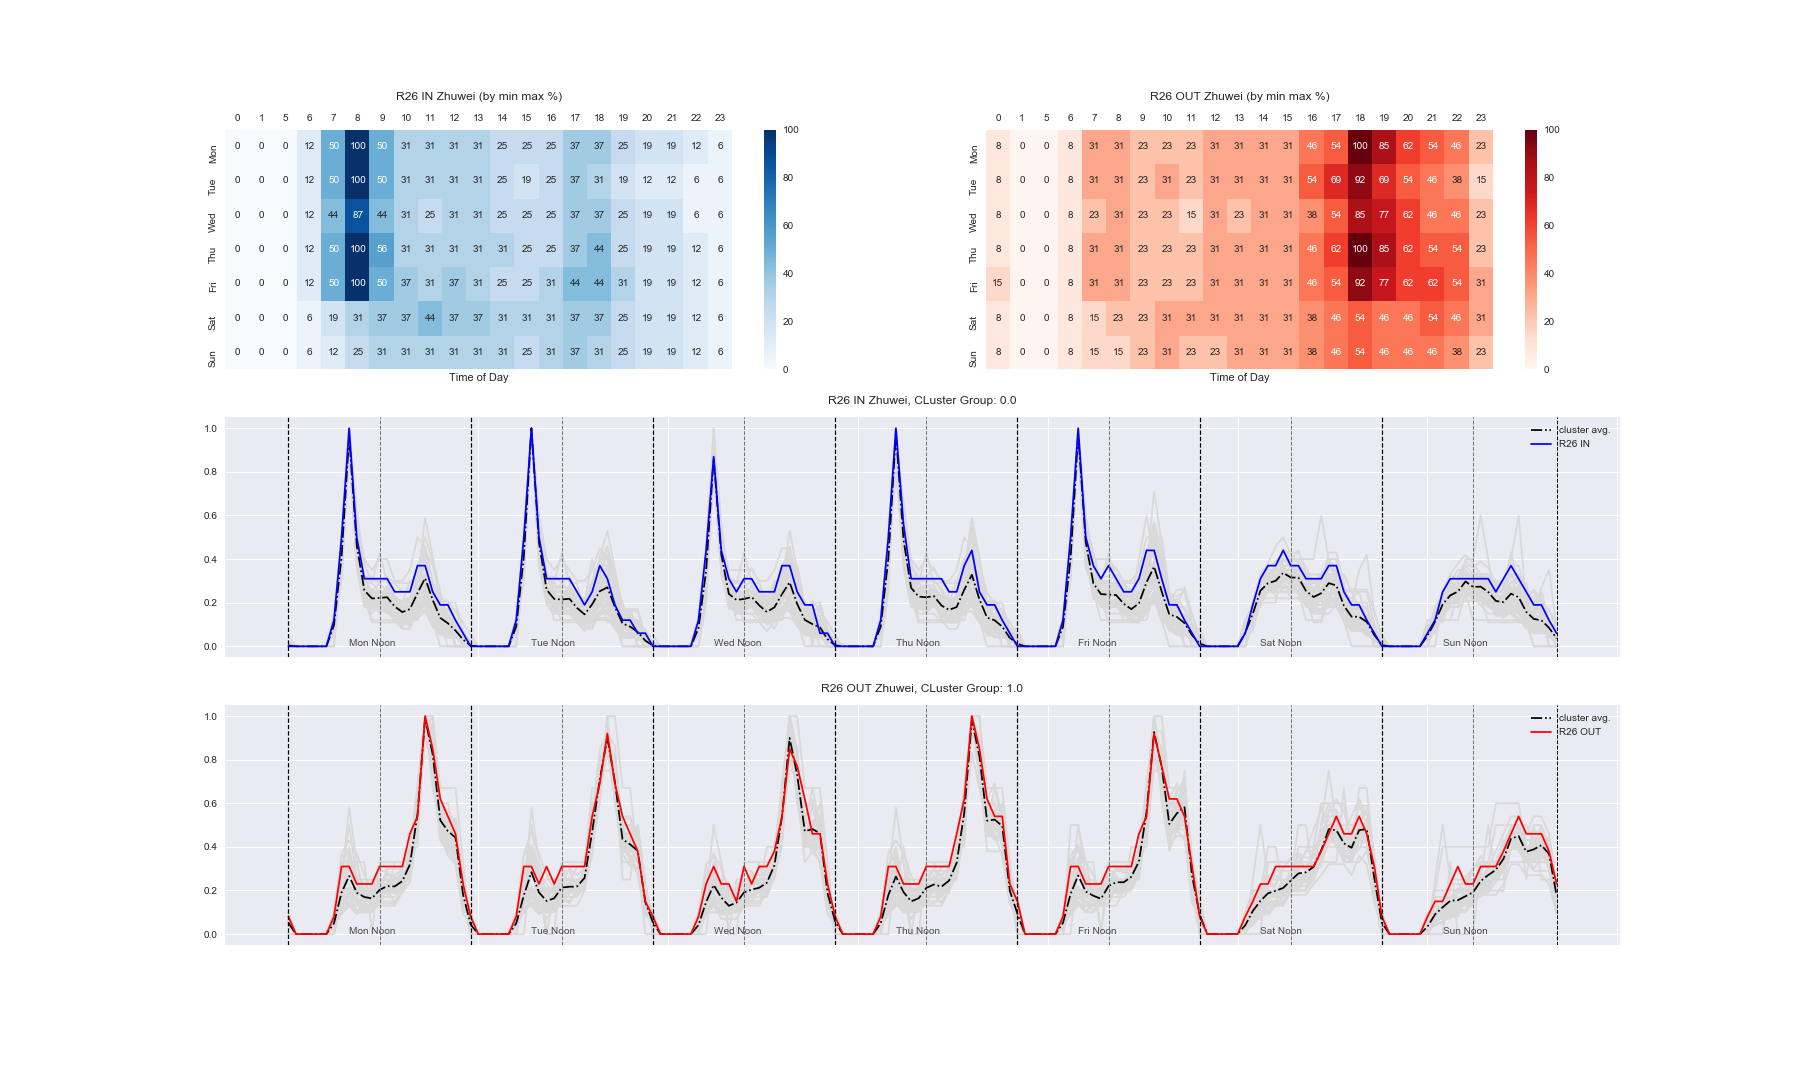 R26 IN Zhuwei (by min max %)
0 1 5 6 7 8 9 10 11 12 13 14 15 16 17 18 19 20 21 22 23
Mon 0 0 0 12 50 100 50 31 31 31 31 25 25 25 37 37 25 19 19 12 6
Tue 0 0 0 12 50 100 50 31 31 31 31 25 19 25 37 31 19 12 12 6 6
Wed 0 0 0 12 44 87 44 31 25 31 31 25 25 25 37 37 25 19 19 6 6
Thu 0 0 0 12 50 100 56 31 31 31 31 31 25 25 37 44 25 19 19 12 6
Fri 0 0 0 12 50 100 50 37 31 37 31 25 25 31 44 44 31 19 19 12 6
Sat 0 0 0 6 19 31 37 37 44 37 37 31 31 31 37 37 25 19 19 12 6
Sun 0 0 0 6 12 25 31 31 31 31 31 31 25 31 37 31 25 19 19 12 6
Time of Day
100
80
60
40
20
0
R26 OUT Zhuwei (by min max %)
0 1 5 6 7 8 9 10 11 12 13 14 15 16 17 18 19 20 21 22 23
Mon 8 0 0 8 31 31 23 23 23 31 31 31 31 46 54 100 85 62 54 46 23
Tue 8 0 0 8 31 31 23 31 23 31 31 31 31 54 69 92 69 54 46 38 15
Wed 8 0 0 8 23 31 23 23 15 31 23 31 31 38 54 85 77 62 46 46 23
Thu 8 0 0 8 31 31 23 23 23 31 31 31 31 46 62 100 85 62 54 54 23
Fri 15 0 0 8 31 31 23 23 23 31 31 31 31 46 54 92 77 62 62 54 31
Sat 8 0 0 8 15 23 23 31 31 31 31 31 31 38 46 54 46 46 54 46 31
Sun 8 0 0 8 15 15 23 31 23 23 31 31 31 38 46 54 46 46 46 38 23
Time of Day
100
80
60
40
20
0
R26 IN Zhuwei, CLuster Group: 0.0
1.0
0.8
0.6
0.4
0.2
0.0
cluster avg.
R26 IN
Mon Noon Tue Noon Wed Noon Thu Noon Fri Noon Sat Noon Sun Noon
R26 OUT Zhuwei, CLuster Group: 1.0
1.0
0.8
0.6
0.4
0.2
0.0
cluster avg.
R26 OUT
Mon Noon Tue Noon Wed Noon Thu Noon Fri Noon Sat Noon Sun Noon